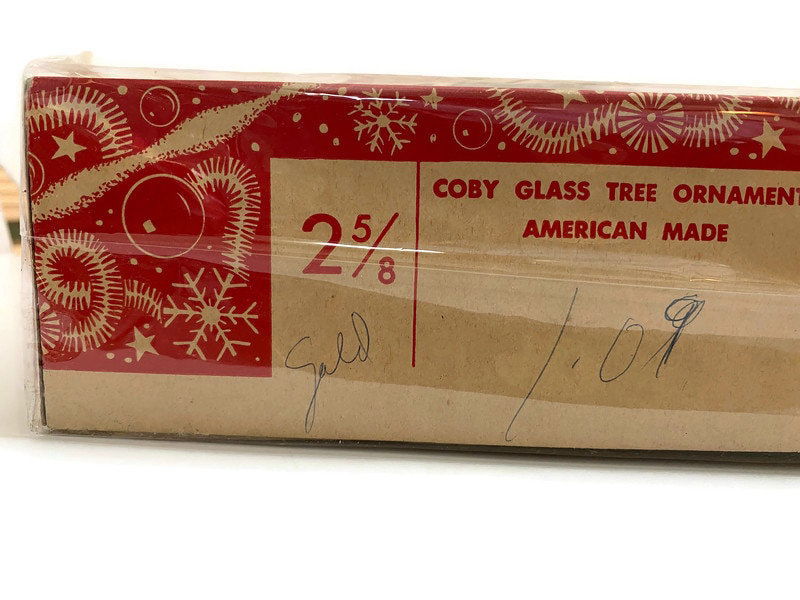 COBY GLASS TREE ORNAMENT
AMERICAN MADE
2 5/8
Gold
1.09